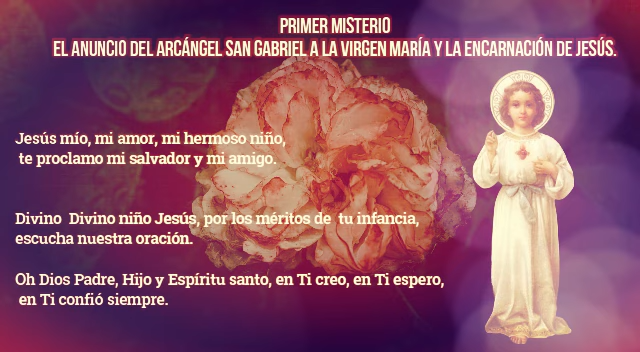 PRIMER MISTERIO
EL ANUNCIO DEL ARCÁNGEL SAN GABRIEL A LA VIRGEN MARÍA Y LA ENCARNACIÓN DE JESÚS.
Jesús mío, mi amor, mi hermoso niño,
te proclamo mi salvador y mi amigo.
Divino Divino niño Jesús, por los méritos de tu infancia,
escucha nuestra oración.
Oh Dios Padre, Hijo y Espíritu santo, en Ti creo, en Ti espero,
en Ti confió siempre.